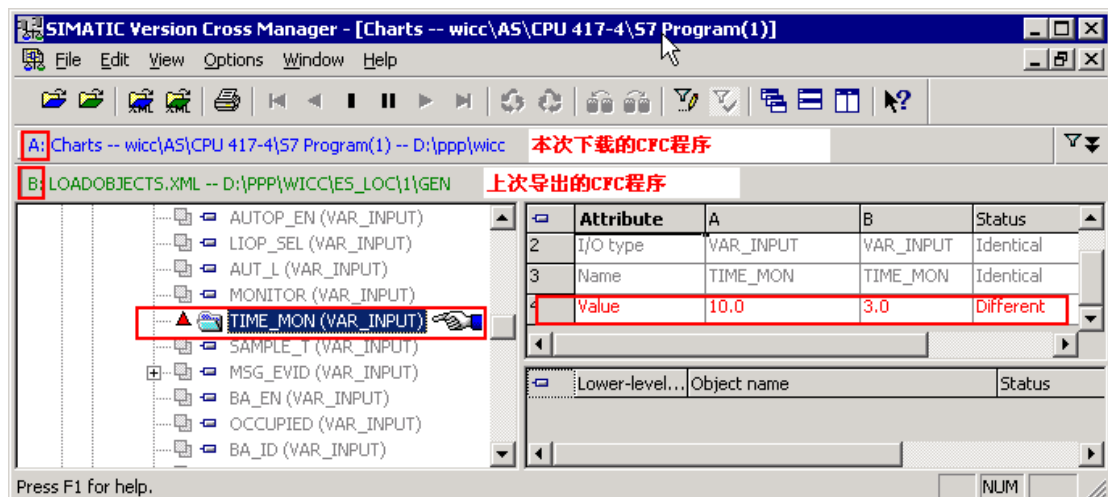 SIMATIC Version Cross Manager - [Charts -- wicc\AS\CPU 417-4\S7 Program(1)]
File Edit View Options Window Help
XML XML
A: Charts -- wicc\AS\CPU 417-4\S7 Program(1) -- D:\ppp\wicc 本次下载的CFC程序
B: LOADOBJECTS.XML -- D:\PPP\WICC\ES_LOC\1\GEN 上次导出的CFC程序
AUTOP_EN (VAR_INPUT)
LIOP_SEL (VAR_INPUT)
AUT_L (VAR_INPUT)
MONITOR (VAR_INPUT)
TIME_MON (VAR_INPUT)
SAMPLE_T (VAR_INPUT)
MSG_EVID (VAR_INPUT)
BA_EN (VAR_INPUT)
OCCUPIED (VAR_INPUT)
BA_ID (VAR_INPUT)
Attribute A B Status
2 I/O type VAR_INPUT VAR_INPUT Identical
3 Name TIME_MON TIME_MON Identical
4 Value 10.0 3.0 Different
Lower-level... Object name Status
Press F1 for help. NUM